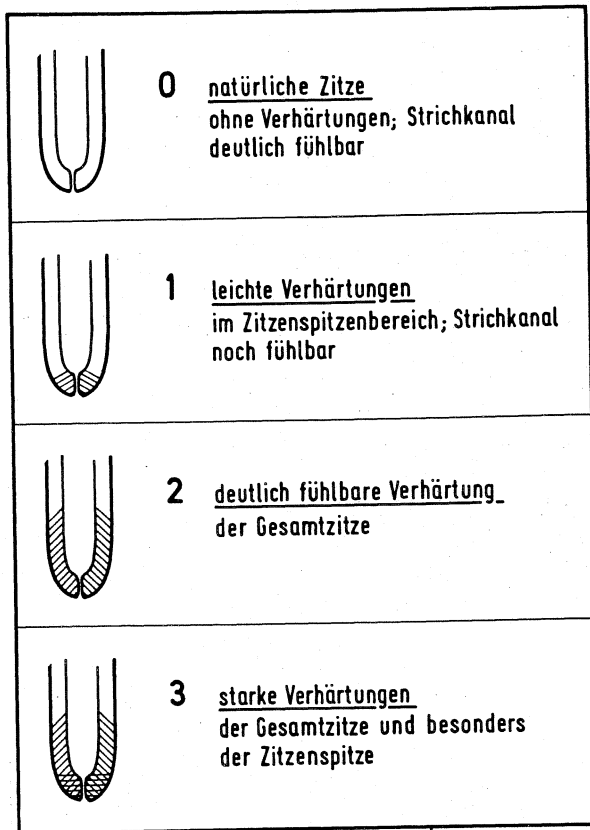 0 natürliche Zitze
ohne Verhärtungen; Strichkanal
deutlich fühlbar
1 leichte Verhärtungen
im Zitzenspitzenbereich; Strichkanal
noch fühlbar
2 deutlich fühlbare Verhärtung
der Gesamtzitze
3 starke Verhärtungen
der Gesamtzitze und besonders
der Zitzenspitze